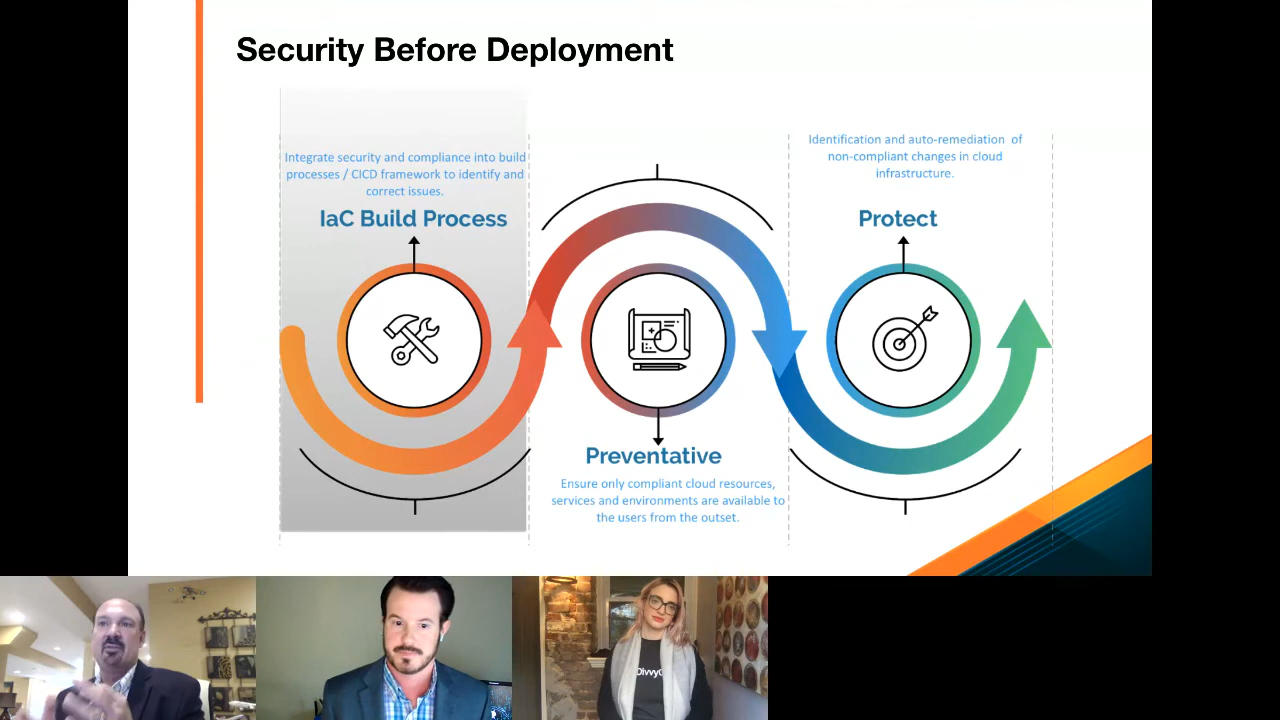 Security Before Deployment
Integrate security and compliance into build
processes / CICD framework to identify and
correct issues.
IaC Build Process
Preventative
Ensure only compliant cloud resources,
services and environments are available to
the users from the outset.
Identification and auto-remediation of
non-compliant changes in cloud
infrastructure.
Protect